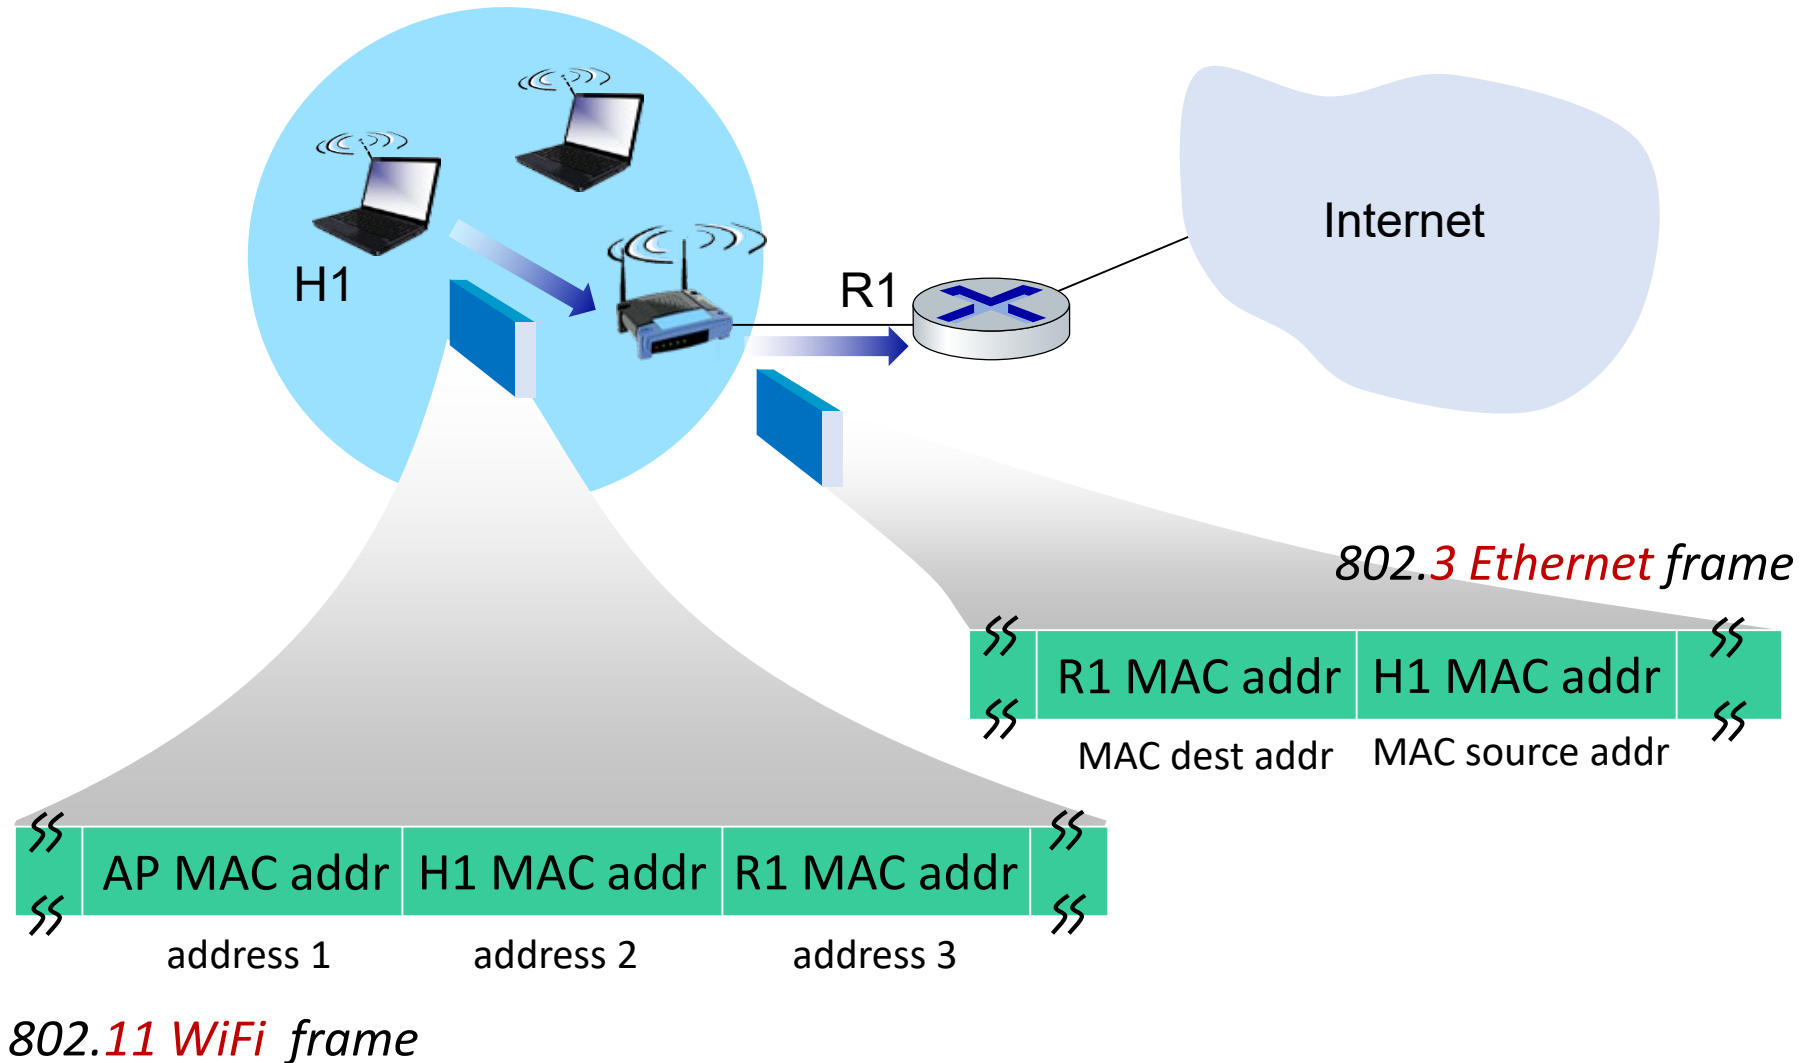 H1
R1
Internet
802.3 Ethernet frame
R1 MAC addr H1 MAC addr
MAC dest addr MAC source addr
AP MAC addr H1 MAC addr R1 MAC addr
address 1 address 2 address 3
802.11 WiFi frame